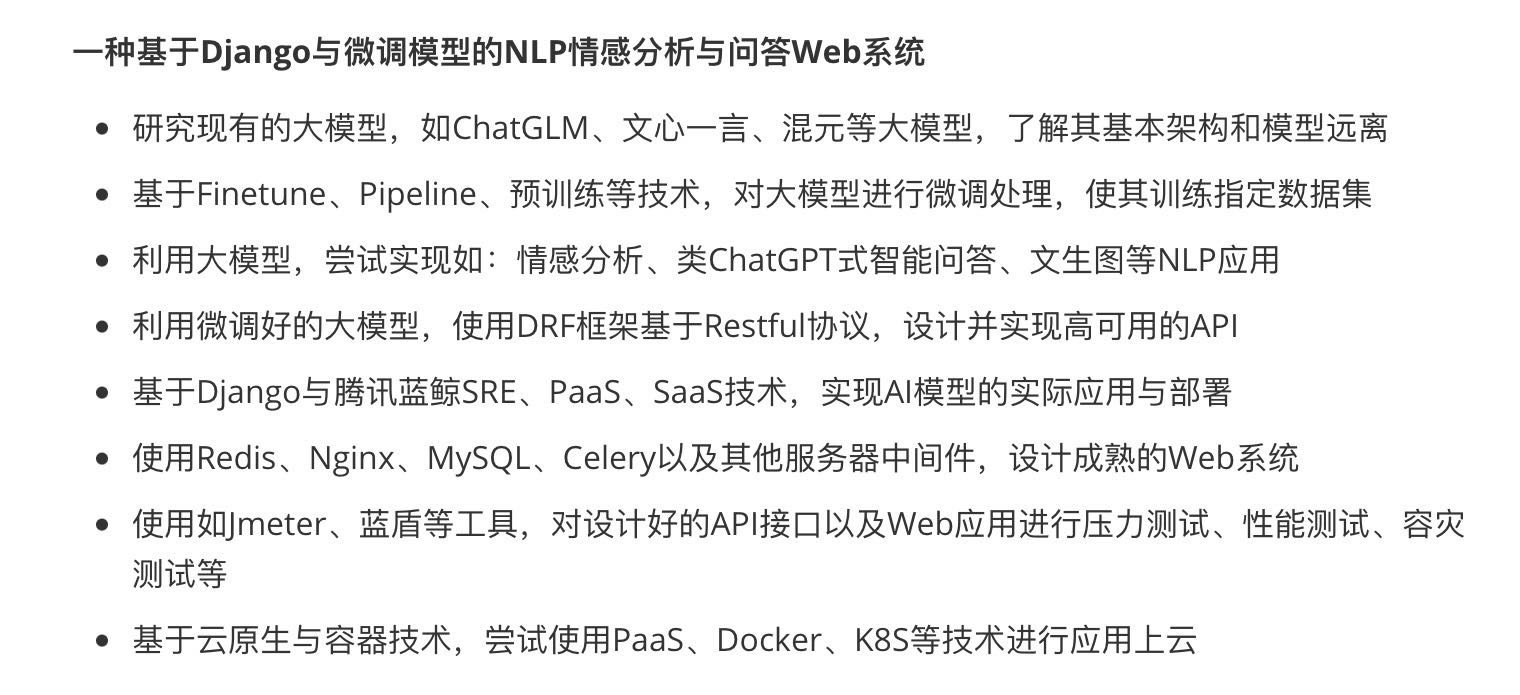 一种基于Django与微调模型的NLP情感分析与问答Web系统
• 研究现有的大模型，如ChatGLM、文心一言、混元等大模型，了解其基本架构和模型远离
• 基于Finetune、Pipeline、预训练等技术，对大模型进行微调处理，使其训练指定数据集
• 利用大模型，尝试实现如：情感分析、类ChatGPT式智能问答、文生图等NLP应用
• 利用微调好的大模型，使用DRF框架基于Restful协议，设计并实现高可用的API
• 基于Django与腾讯蓝鲸SRE、PaaS、SaaS技术，实现AI模型的实际应用与部署
• 使用Redis、Nginx、MySQL、Celery以及其他服务器中间件，设计成熟的Web系统
• 使用如Jmeter、蓝盾等工具，对设计好的API接口以及Web应用进行压力测试、性能测试、容灾
测试等
• 基于云原生与容器技术，尝试使用PaaS、Docker、K8S等技术进行应用上云